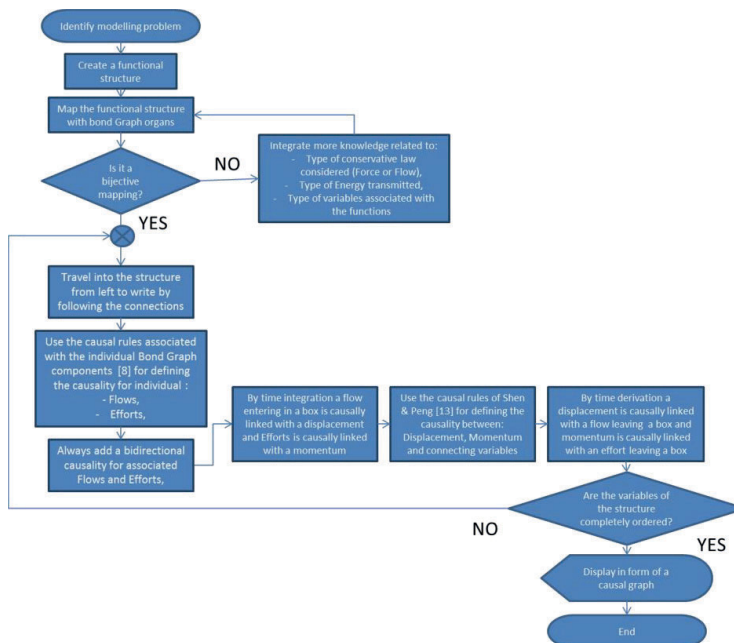 Identify modelling problem
Create a functional
structure
Map the functional structure
with bond Graph organs
Is it a
bijective
mapping?
NO
Integrate more knowledge related to:
- Type of conservative law
considered (Force or Flow),
- Type of Energy transmitted,
- Type of variables associated with
the functions
YES
Travel into the structure
from left to write by
following the connections
Use the causal rules associated
with the individual Bond Graph
components [8] for defining
the causality for individual :
- Flows,
- Efforts,
Always add a bidirectional
causality for associated
Flows and Efforts,
By time integration a flow
entering in a box is causally
linked with a displacement
and Efforts is causally linked
with a momentum
Use the causal rules of Shen
& Peng [13] for defining the
causality between:
Displacement, Momentum
and connecting variables
By time derivation a
displacement is causally linked
with a flow leaving a box and
momentum is causally linked
with an effort leaving a box
Are the variables of
the structure
completely ordered?
NO
YES
Display in form of a
causal graph
End